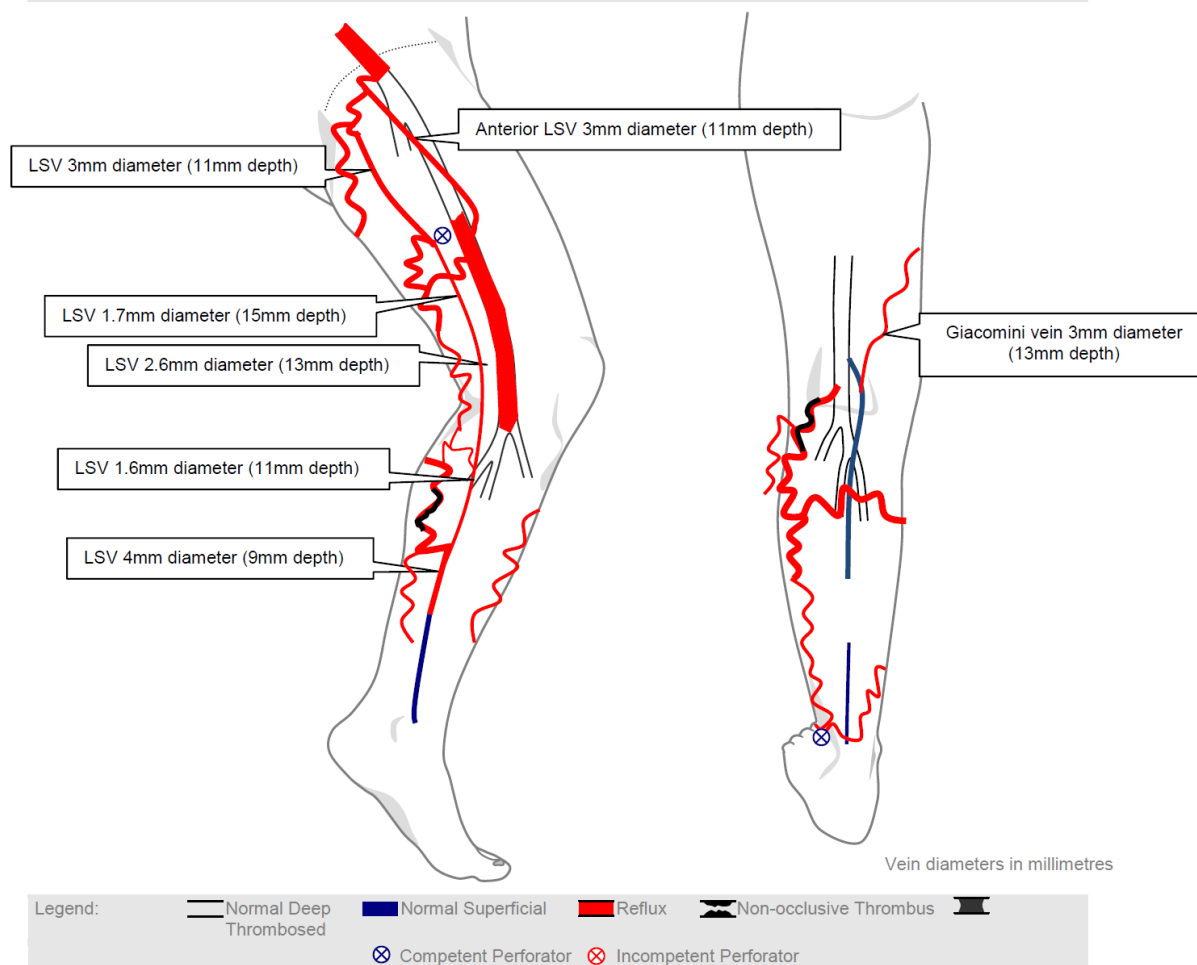 Anterior LSV 3mm diameter (11mm depth)
LSV 3mm diameter (11mm depth)
LSV 1.7mm diameter (15mm depth)
Giacomini vein 3mm diameter
(13mm depth)
LSV 2.6mm diameter (13mm depth)
LSV 1.6mm diameter (11mm depth)
LSV 4mm diameter (9mm depth)
Vein diameters in millimetres
Legend: Normal Deep Normal Superficial Reflux Non-occlusive Thrombus
Thrombosed
Competent Perforator Incompetent Perforator